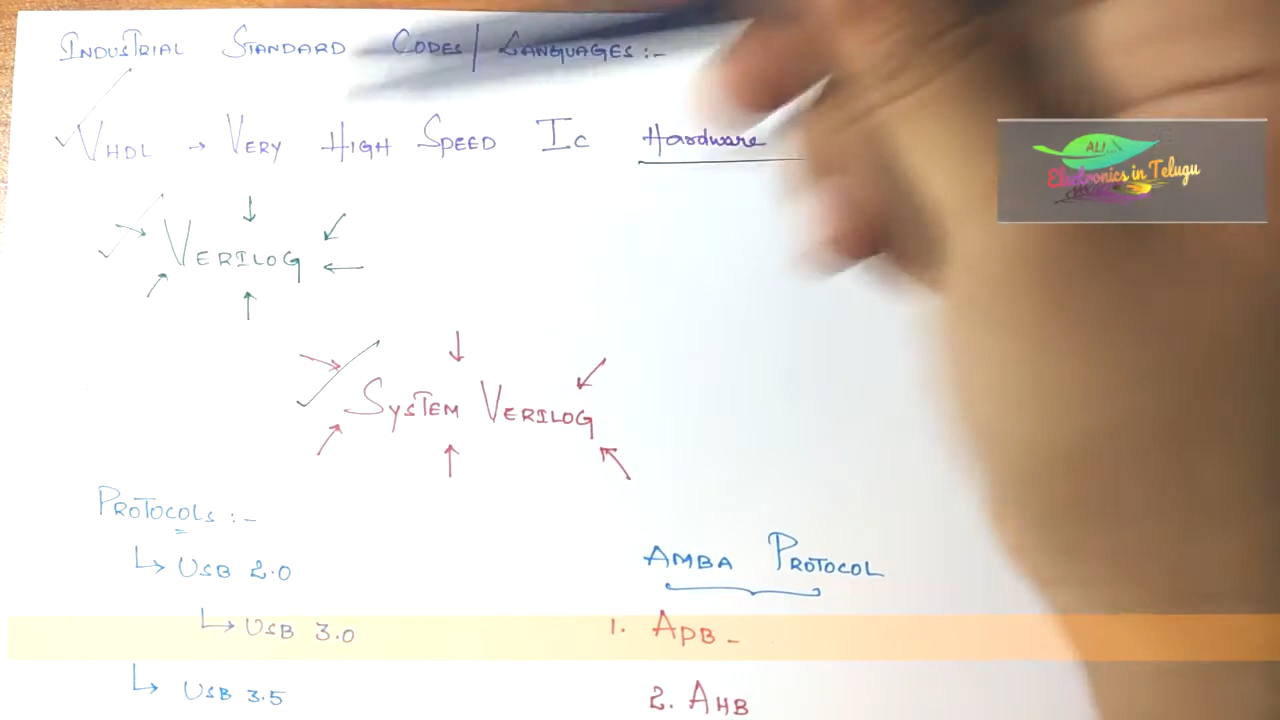 INDUSTRIAL STANDARD CODES/LANGUAGES:-
VHDL → VERY HIGH SPEED IC Hardware
VERILOG
SYSTEM VERILOG
PROTOCOLS :-
USB 2.0
USB 3.0
USB 3.5
AMBA PROTOCOL
1. APB -
2. AHB
ALI...
Electronics in Telugu